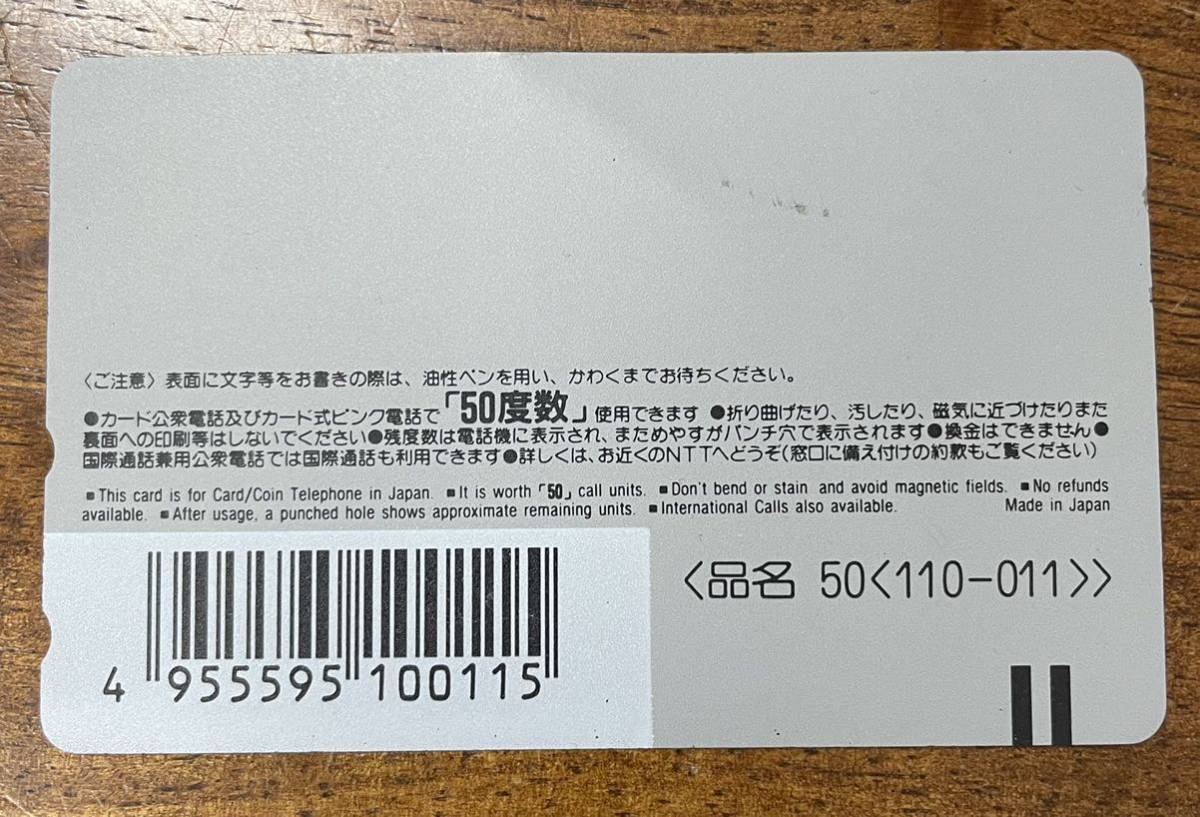 〈ご注意〉表面に文字等をお書きの際は、油性ペンを用い、かわくまでお待ちください。
●カード公衆電話及びカード式ピンク電話で「50度数」使用できます ●折り曲げたり、汚したり、磁気に近づけたりまた
裏面への印刷等はしないでください●残度数は電話機に表示され、まためやすがパンチ穴で表示されます●換金はできません●
国際通話兼用公衆電話では国際通話も利用できます●詳しくは、お近くのNTTへどうぞ(窓口に備え付けの約款もご覧ください)
■This card is for Card/Coin Telephone in Japan. ■It is worth「50」call units. ■Don't bend or stain and avoid magnetic fields. ■No refunds
available. ■After usage, a punched hole shows approximate remaining units. ■International Calls also available. Made in Japan
〈品名 50〈110-011〉〉
4 955595 100115